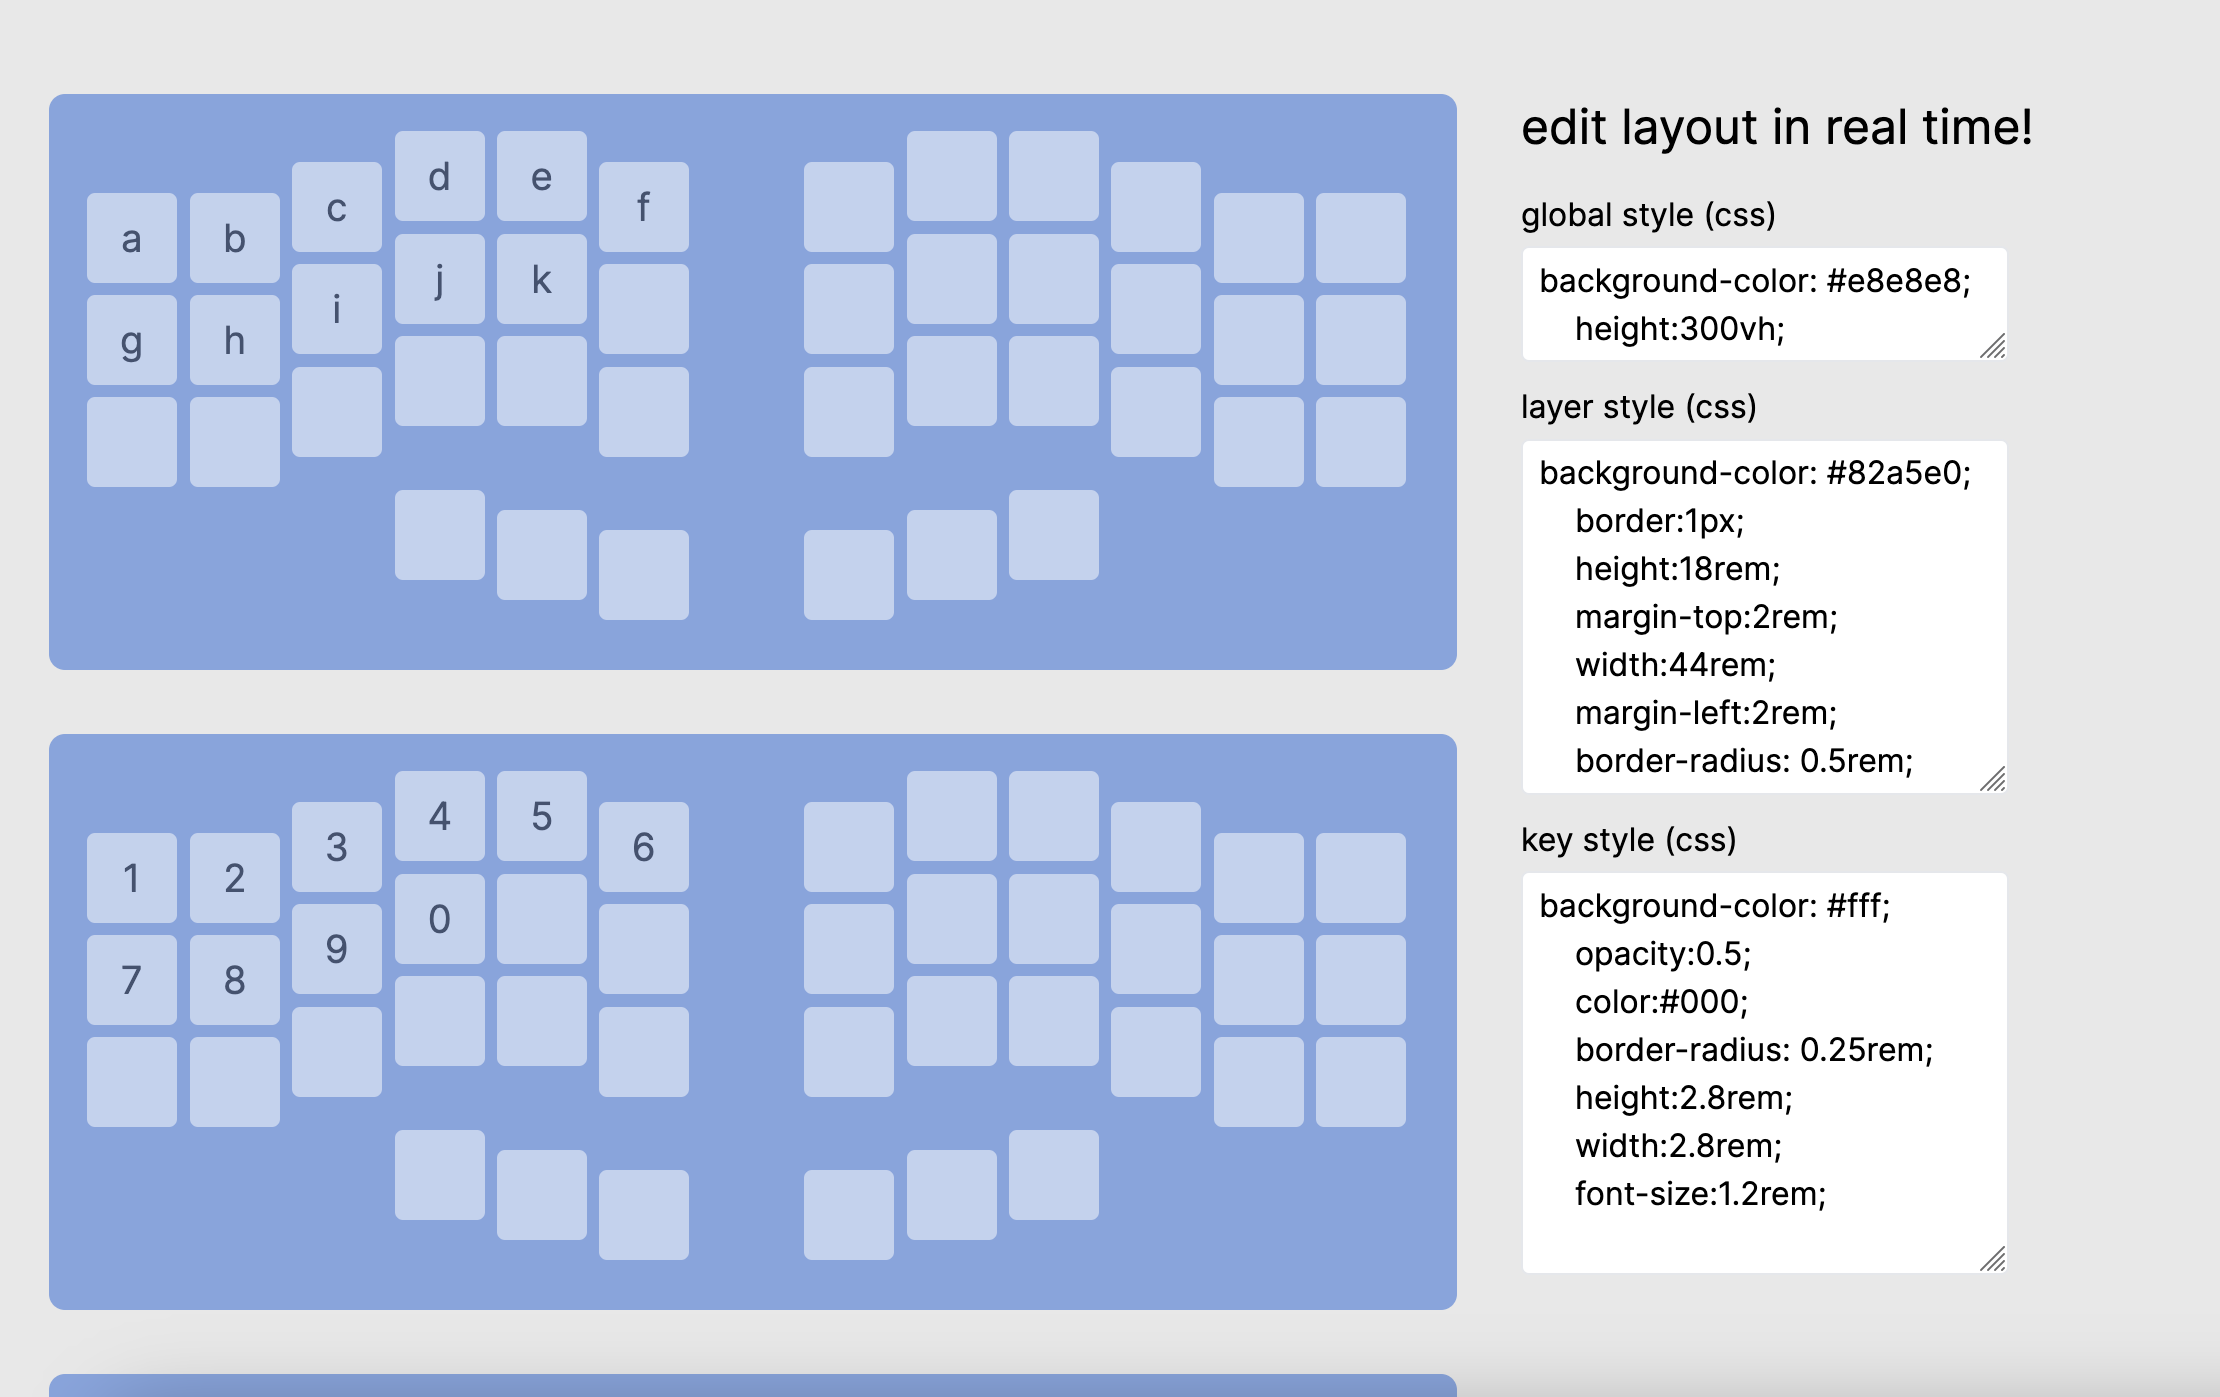 a b c d e f
g h i j k
1 2 3 4 5 6
7 8 9 0
edit layout in real time!
global style (css)
background-color: #e8e8e8;
height:300vh;
layer style (css)
background-color: #82a5e0;
border:1px;
height:18rem;
margin-top:2rem;
width:44rem;
margin-left:2rem;
border-radius: 0.5rem;
key style (css)
background-color: #fff;
opacity:0.5;
color:#000;
border-radius: 0.25rem;
height:2.8rem;
width:2.8rem;
font-size:1.2rem;